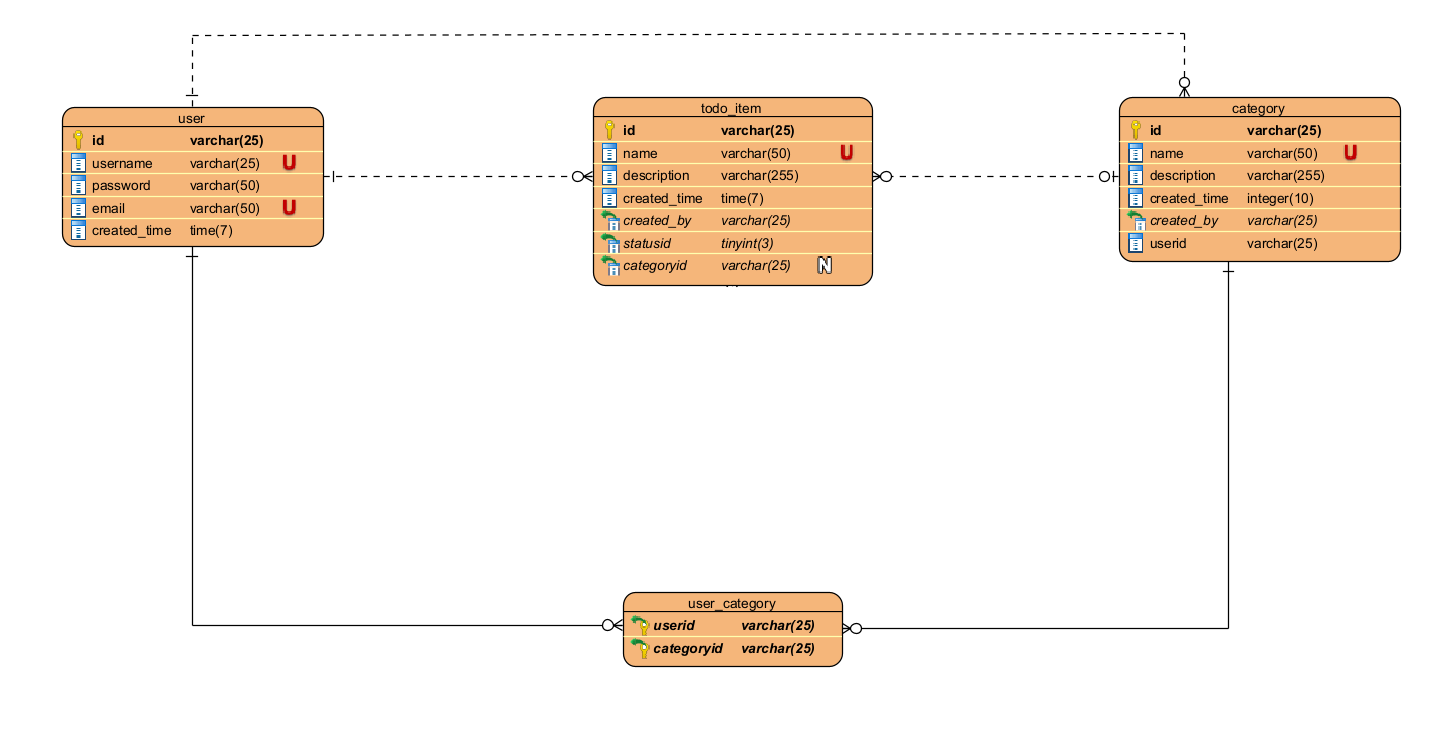 user
id varchar(25)
username varchar(25) U
password varchar(50)
email varchar(50) U
created_time time(7)
todo_item
id varchar(25)
name varchar(50) U
description varchar(255)
created_time time(7)
created_by varchar(25)
statusid tinyint(3)
categoryid varchar(25) N
category
id varchar(25)
name varchar(50) U
description varchar(255)
created_time integer(10)
created_by varchar(25)
userid varchar(25)
user_category
userid varchar(25)
categoryid varchar(25)